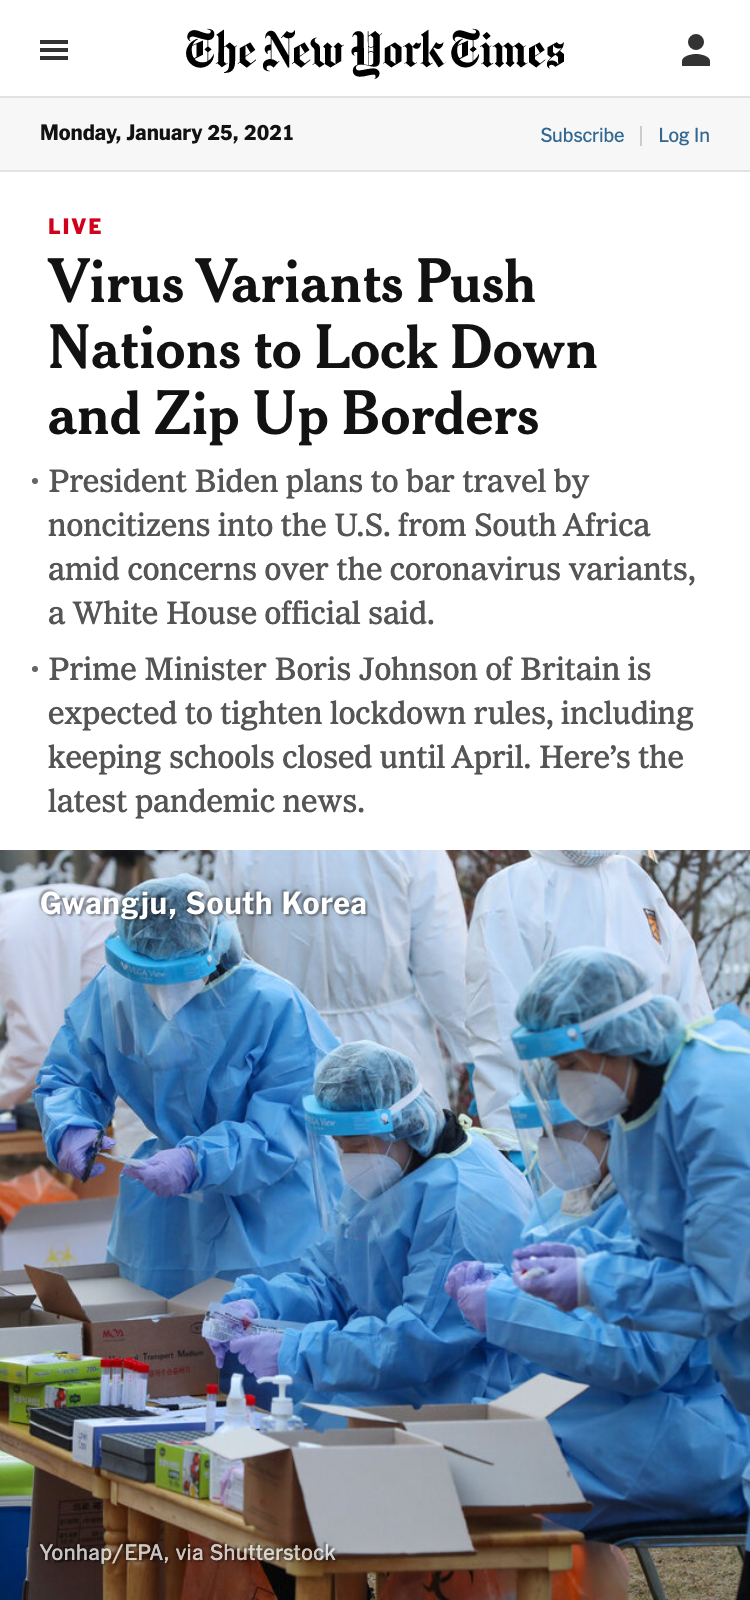 The New York Times
Monday, January 25, 2021
Subscribe | Log In
LIVE
Virus Variants Push
Nations to Lock Down
and Zip Up Borders
• President Biden plans to bar travel by
noncitizens into the U.S. from South Africa
amid concerns over the coronavirus variants,
a White House official said.
• Prime Minister Boris Johnson of Britain is
expected to tighten lockdown rules, including
keeping schools closed until April. Here’s the
latest pandemic news.
Gwangju, South Korea
View
Transport Medium
Yonhap/EPA, via Shutterstock